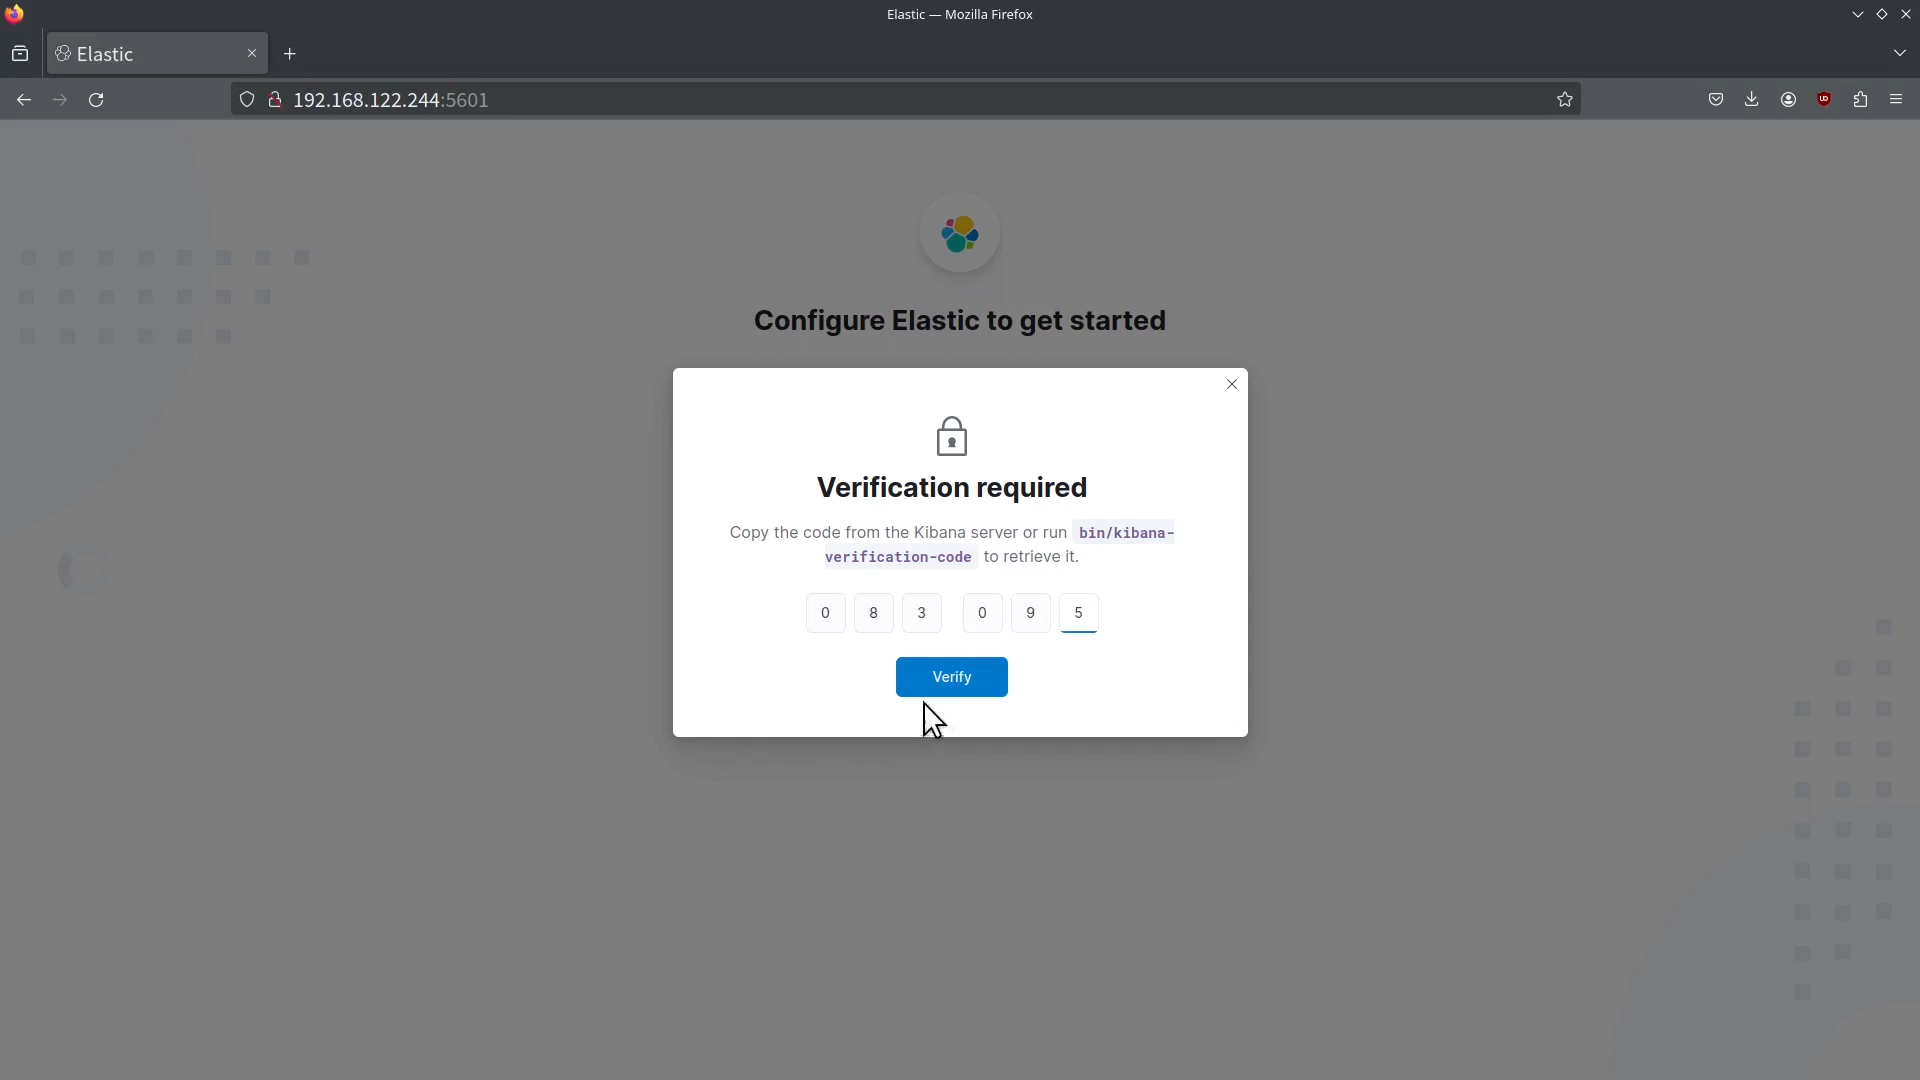 Elastic — Mozilla Firefox
Elastic
192.168.122.244:5601
Configure Elastic to get started
Verification required
Copy the code from the Kibana server or run bin/kibana-
verification-code to retrieve it.
0 8 3 0 9 5
Verify